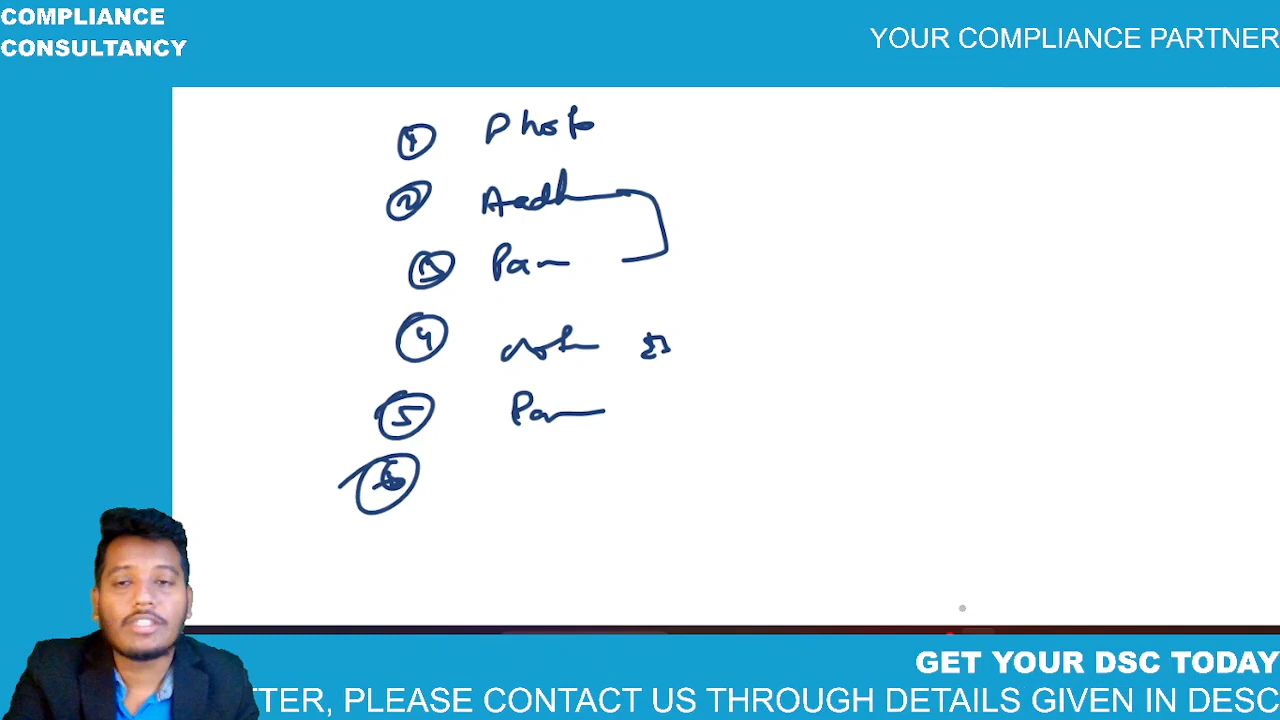 COMPLIANCE
CONSULTANCY
YOUR COMPLIANCE PARTNER
1 Photo
2 Aadh
3 Pan
4
5 Pan
6
GET YOUR DSC TODAY
TTER, PLEASE CONTACT US THROUGH DETAILS GIVEN IN DESC